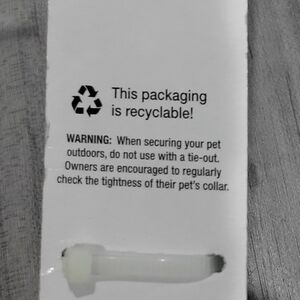 This packaging
is recyclable!
WARNING: When securing your pet
outdoors, do not use with a tie-out.
Owners are encouraged to regularly
check the tightness of their pet's collar.